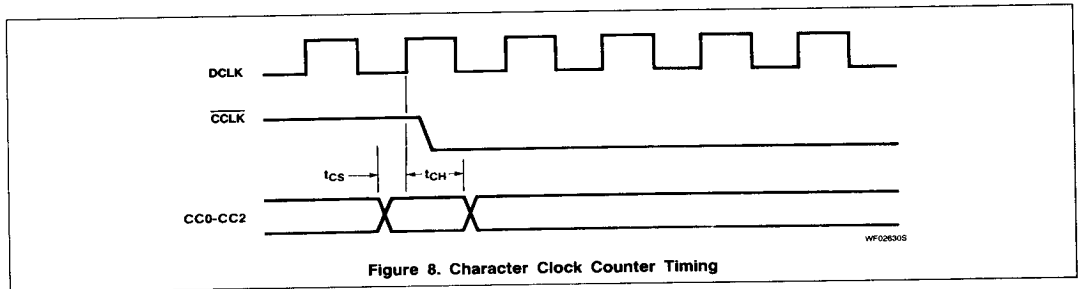 DCLK
CCLK
tCS
tCH
CC0-CC2
WF02630S
Figure 8. Character Clock Counter Timing